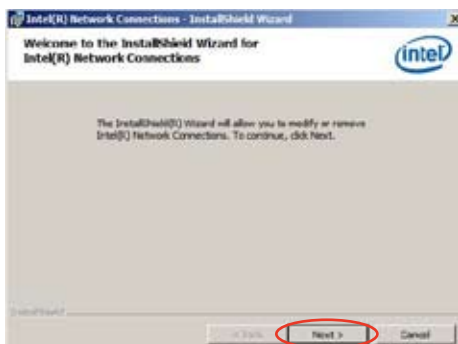 Intel(R) Network Connections - InstallShield Wizard
Welcome to the InstallShield Wizard for
Intel(R) Network Connections
intel
The InstallShield(R) Wizard will allow you to modify or remove
Intel(R) Network Connections. To continue, click Next.
InstallShield
< Back
Next >
Cancel